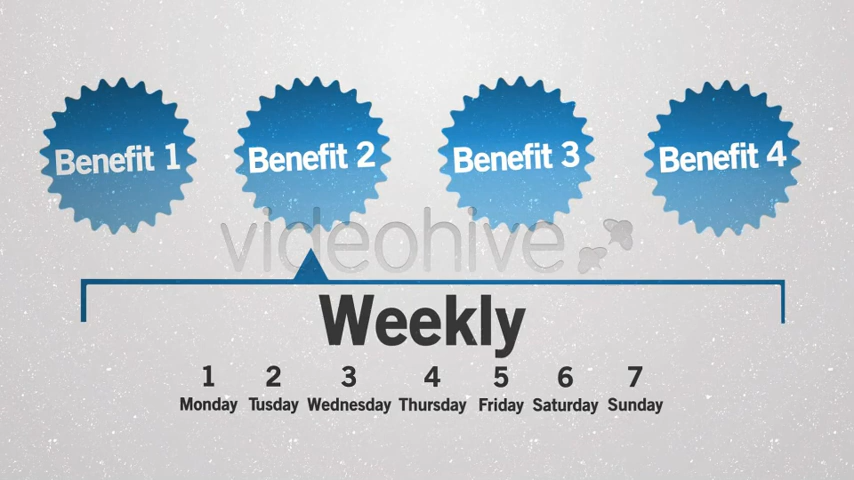 Benefit 1 Benefit 2 Benefit 3 Benefit 4
videohive
Weekly
1 2 3 4 5 6 7
Monday Tusday Wednesday Thursday Friday Saturday Sunday